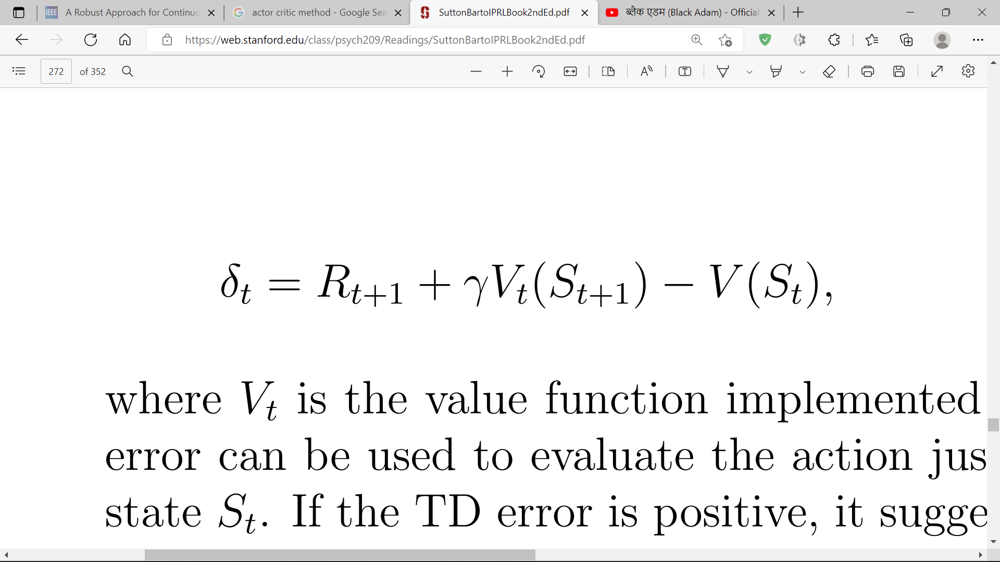 A Robust Approach for Continuo
actor critic method - Google Sea
SuttonBartoIPRLBook2ndEd.pdf
ब्लैक एडम (Black Adam) - Official
https://web.stanford.edu/class/psych209/Readings/SuttonBartoIPRLBook2ndEd.pdf
272 of 352
δ_t = R_{t+1} + γV_t(S_{t+1}) − V(S_t),
where V_t is the value function implemented
error can be used to evaluate the action jus
state S_t. If the TD error is positive, it sugge